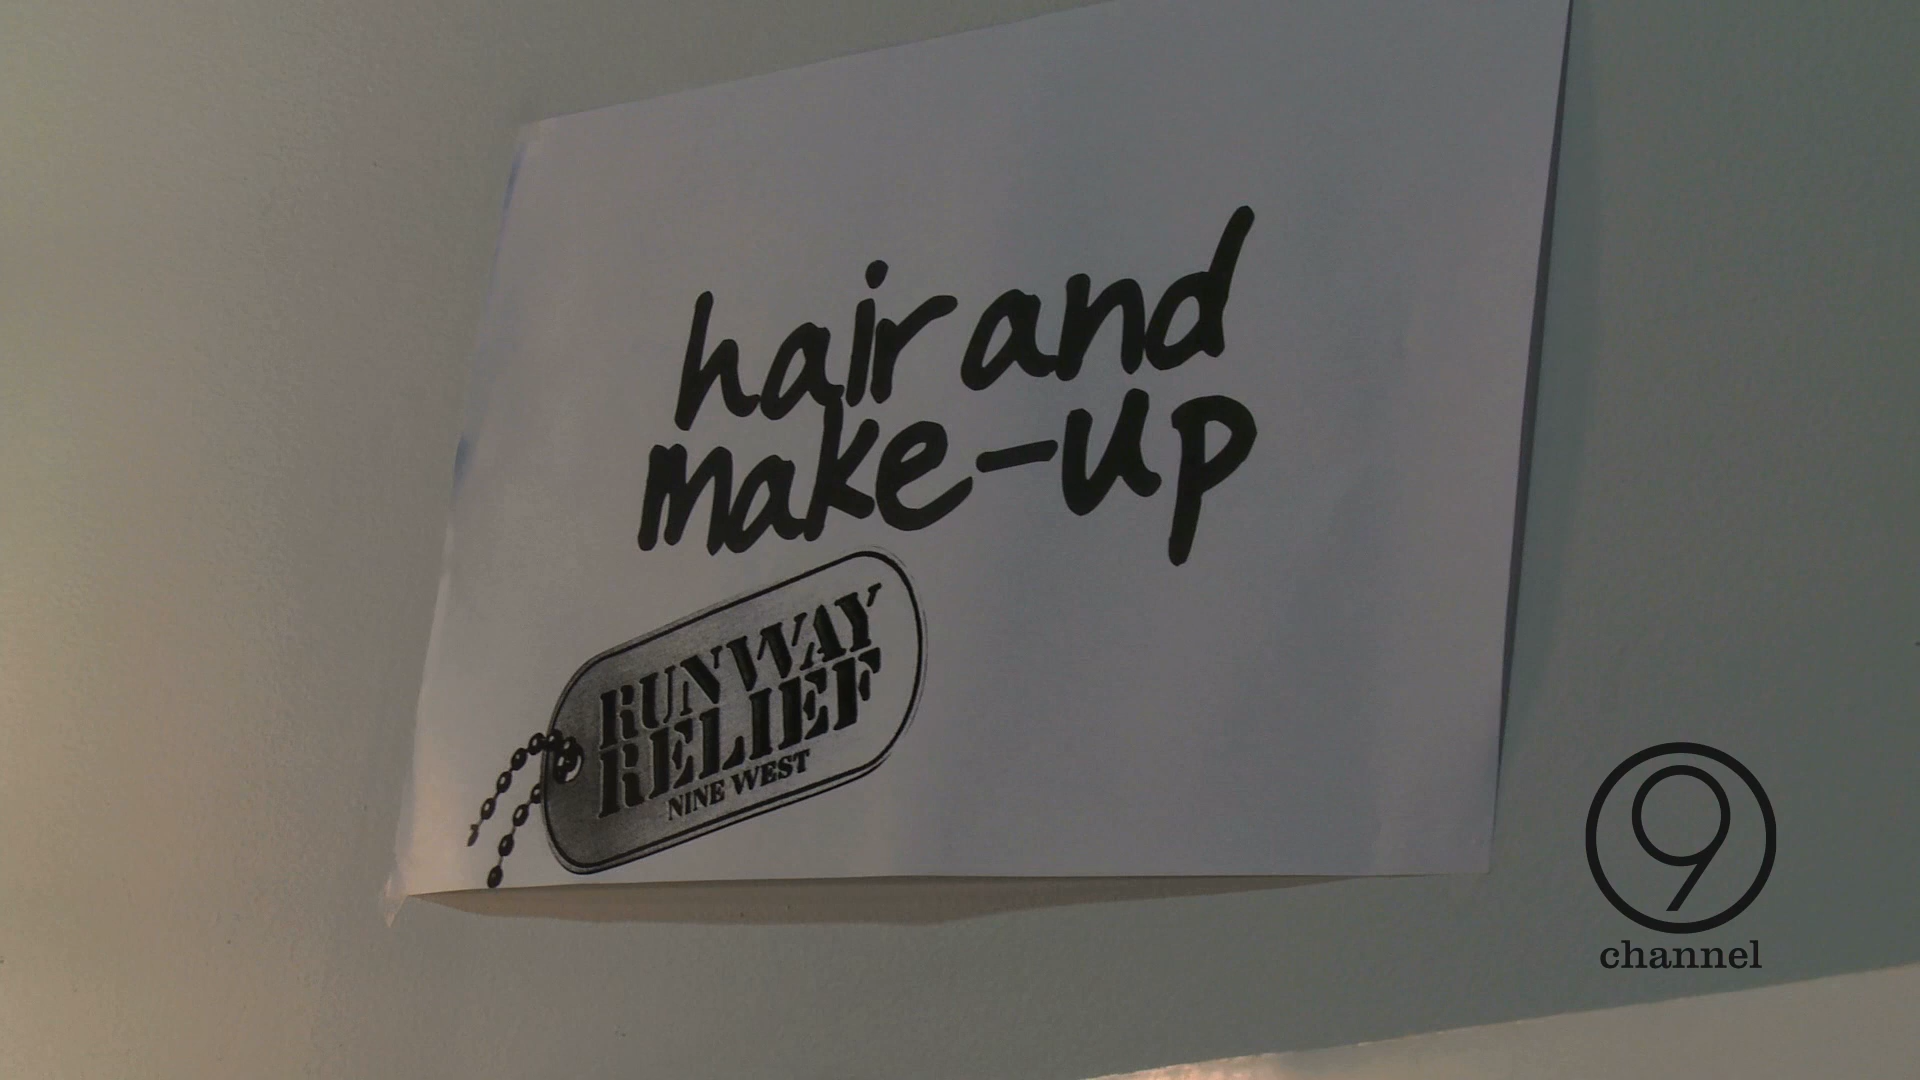 hair and
make-up
RUNWAY
RELIEF
NINE WEST
9
channel